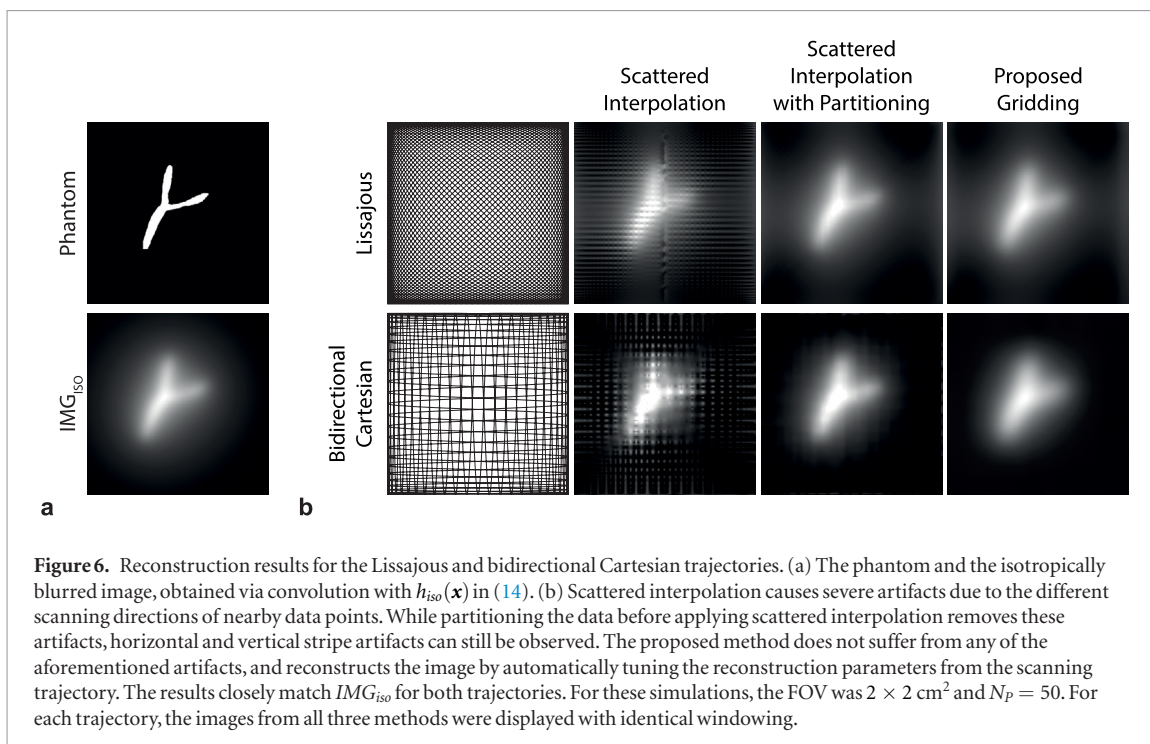 Scattered
Interpolation
Scattered
Interpolation
with Partitioning
Proposed
Gridding
Phantom
Lissajous
IMGiso
Bidirectional
Cartesian
a
b
Figure 6. Reconstruction results for the Lissajous and bidirectional Cartesian trajectories. (a) The phantom and the isotropically
blurred image, obtained via convolution with hiso(x) in (14). (b) Scattered interpolation causes severe artifacts due to the different
scanning directions of nearby data points. While partitioning the data before applying scattered interpolation removes these
artifacts, horizontal and vertical stripe artifacts can still be observed. The proposed method does not suffer from any of the
aforementioned artifacts, and reconstructs the image by automatically tuning the reconstruction parameters from the scanning
trajectory. The results closely match IMGiso for both trajectories. For these simulations, the FOV was 2 × 2 cm² and NP = 50. For
each trajectory, the images from all three methods were displayed with identical windowing.